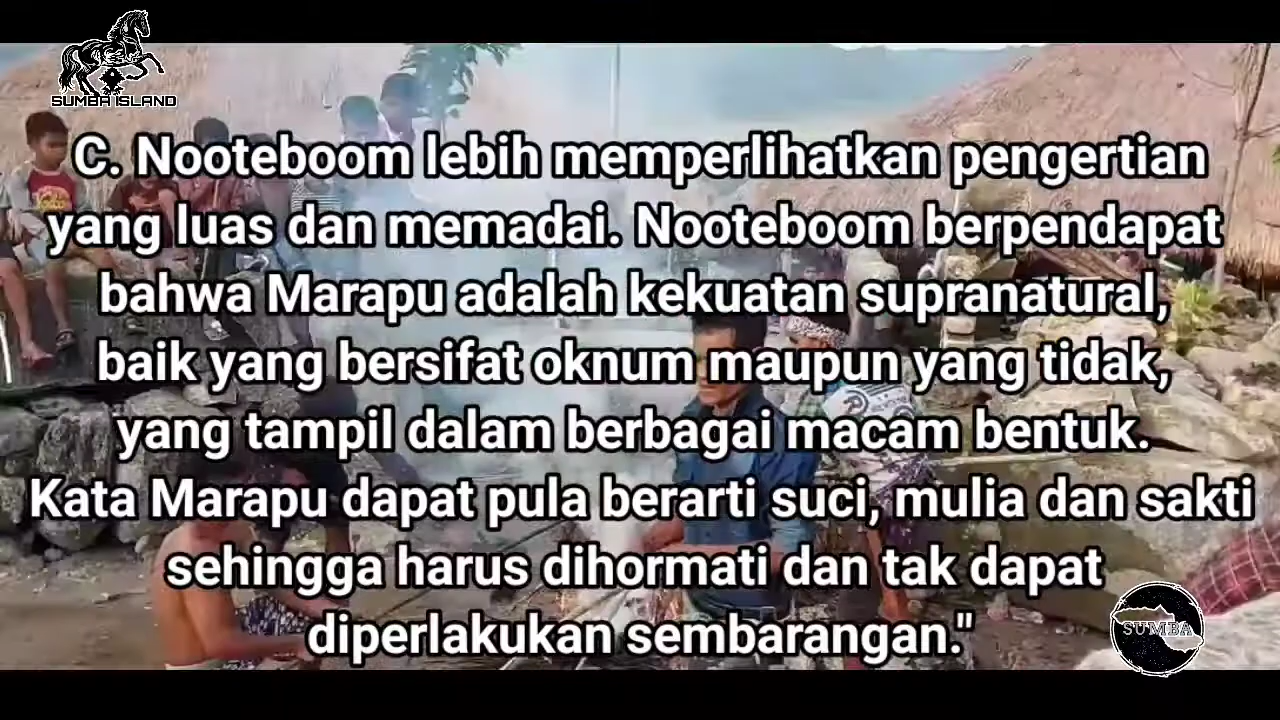 SUMBA ISLAND
C. Nooteboom lebih memperlihatkan pengertian
yang luas dan memadai. Nooteboom berpendapat
bahwa Marapu adalah kekuatan supranatural,
baik yang bersifat oknum maupun yang tidak,
yang tampil dalam berbagai macam bentuk.
Kata Marapu dapat pula berarti suci, mulia dan sakti
sehingga harus dihormati dan tak dapat
diperlakukan sembarangan."
SUMBA